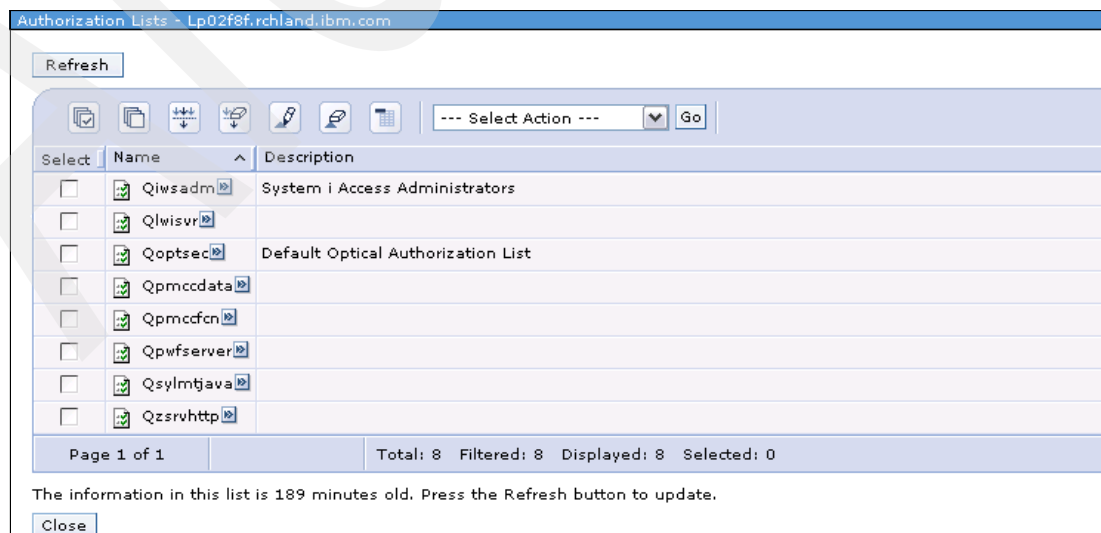 Authorization Lists - Lp02f8f.rchland.ibm.com
Refresh
--- Select Action --- Go
Select Name Description
Qiwsadm System i Access Administrators
Qlwisvr
Qoptsec Default Optical Authorization List
Qpmccdata
Qpmccfcn
Qpwfserver
Qsylmtjava
Qzsrvhttp
Page 1 of 1 Total: 8 Filtered: 8 Displayed: 8 Selected: 0
The information in this list is 189 minutes old. Press the Refresh button to update.
Close